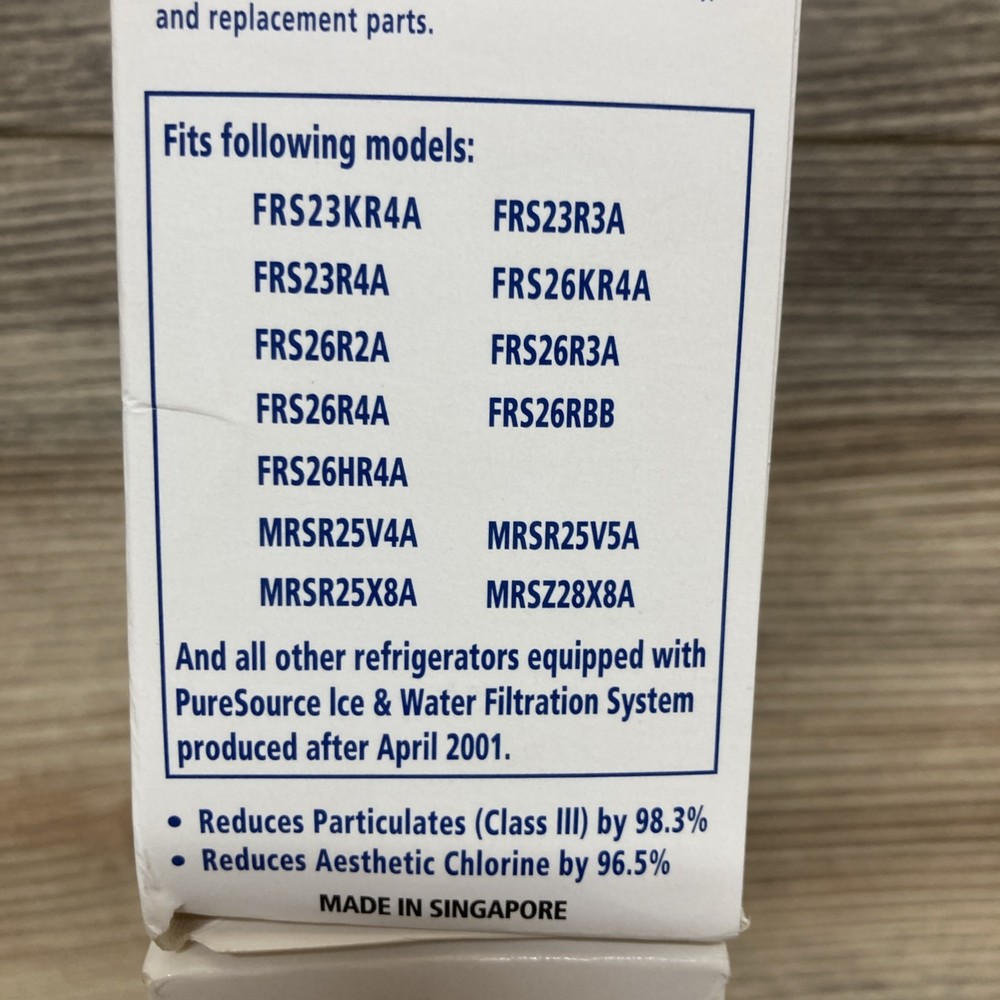 and replacement parts.
Fits following models:
FRS23KR4A FRS23R3A
FRS23R4A FRS26KR4A
FRS26R2A FRS26R3A
FRS26R4A FRS26RBB
FRS26HR4A
MRSR25V4A MRSR25V5A
MRSR25X8A MRSZ28X8A
And all other refrigerators equipped with
PureSource Ice & Water Filtration System
produced after April 2001.
• Reduces Particulates (Class III) by 98.3%
• Reduces Aesthetic Chlorine by 96.5%
MADE IN SINGAPORE